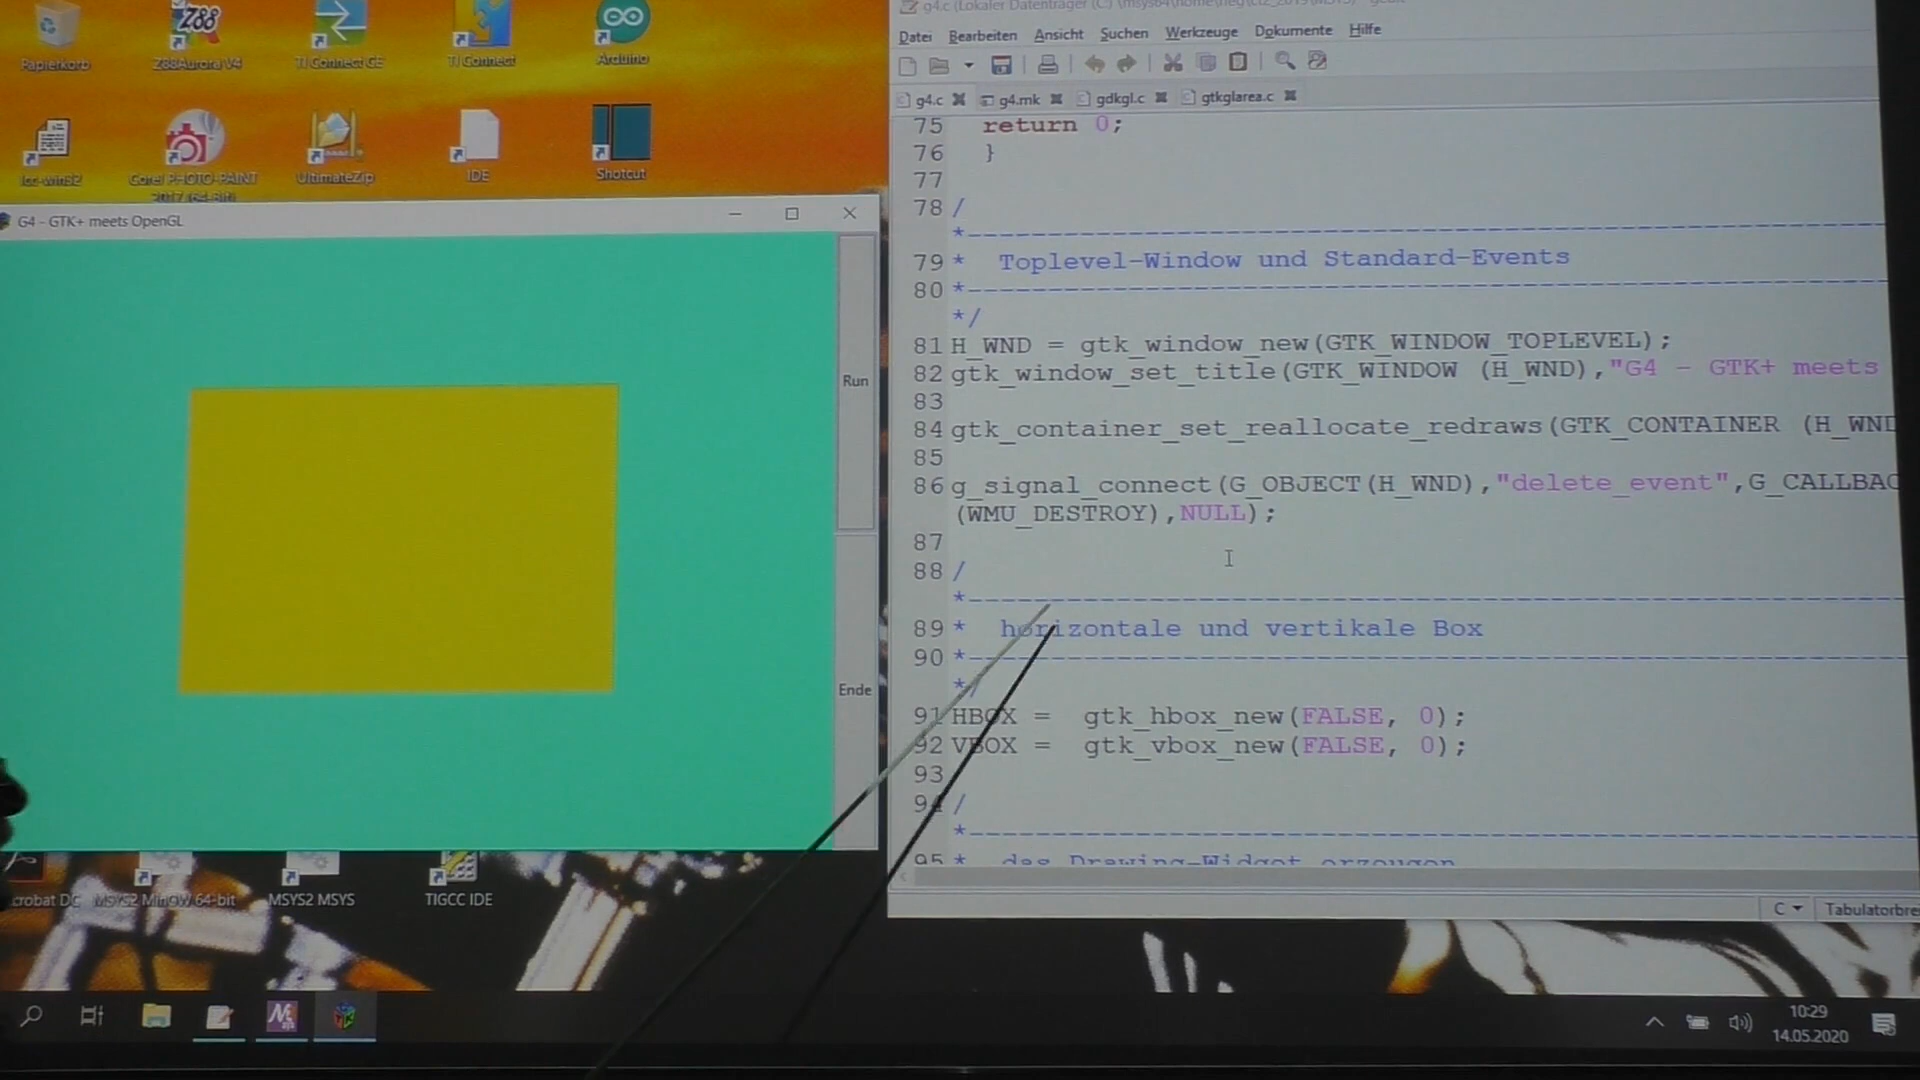 Papierkorb
Z88Aurora V4
TI Connect CE
TI Connect
Arduino
lcc-win32
Corel PHOTO-PAINT
2017 (64-Bit)
UltimateZip
IDE
Shotcut
G4 - GTK+ meets OpenGL
Run
Ende
crobat DC
MSYS2 MinGW 64-bit
MSYS2 MSYS
TIGCC IDE
g4.c (Lokaler Datenträger (C:)
Datei Bearbeiten Ansicht Suchen Werkzeuge Dokumente Hilfe
g4.c g4.mk gdkgl.c gtkglarea.c
75 return 0;
76 }
77
78 /
*----------------------------------------
79 * Toplevel-Window und Standard-Events
80 *----------------------------------------
*/
81 H_WND = gtk_window_new(GTK_WINDOW_TOPLEVEL);
82 gtk_window_set_title(GTK_WINDOW (H_WND),"G4 - GTK+ meets
83
84 gtk_container_set_reallocate_redraws(GTK_CONTAINER (H_WND
85
86 g_signal_connect(G_OBJECT(H_WND),"delete_event",G_CALLBAC
(WMU_DESTROY),NULL);
87
88 /
*----------------------------------------
89 * horizontale und vertikale Box
90 *----------------------------------------
*/
91 HBOX = gtk_hbox_new(FALSE, 0);
92 VBOX = gtk_vbox_new(FALSE, 0);
93
94 /
*----------------------------------------
95 * das Drawing-Widget erzeugen
C Tabulatorbre
10:29
14.05.2020